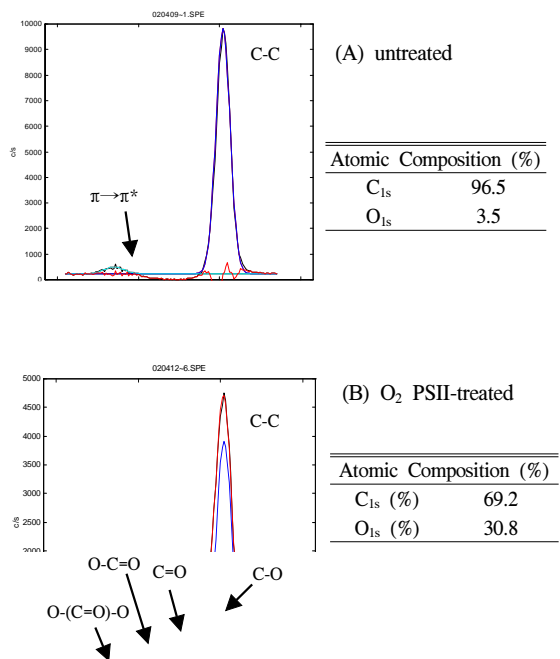 020409~1.SPE
10000
9000
8000
7000
6000
5000
4000
3000
2000
1000
0
c/s
C-C
π→π*
(A) untreated
Atomic Composition (%)
C1s 96.5
O1s 3.5
020412~6.SPE
5000
4500
4000
3500
3000
2500
2000
c/s
C-C
O-C=O
C=O
C-O
O-(C=O)-O
(B) O2 PSII-treated
Atomic Composition (%)
C1s (%) 69.2
O1s (%) 30.8